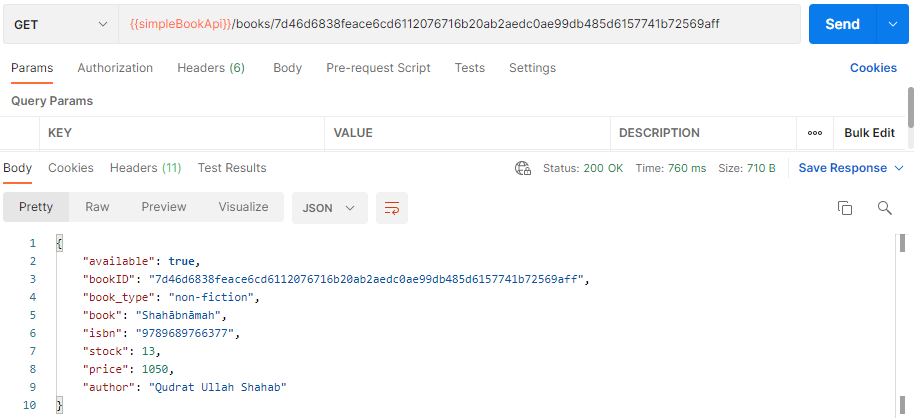 GET {{simpleBookApi}}/books/7d46d6838feace6cd6112076716b20ab2aedc0ae99db485d6157741b72569aff Send
Params Authorization Headers (6) Body Pre-request Script Tests Settings Cookies
Query Params
KEY VALUE DESCRIPTION ooo Bulk Edit
Body Cookies Headers (11) Test Results Status: 200 OK Time: 760 ms Size: 710 B Save Response
Pretty Raw Preview Visualize JSON
1 {
2 "available": true,
3 "bookID": "7d46d6838feace6cd6112076716b20ab2aedc0ae99db485d6157741b72569aff",
4 "book_type": "non-fiction",
5 "book": "Shahābnāmah",
6 "isbn": "9789689766377",
7 "stock": 13,
8 "price": 1050,
9 "author": "Qudrat Ullah Shahab"
10 }